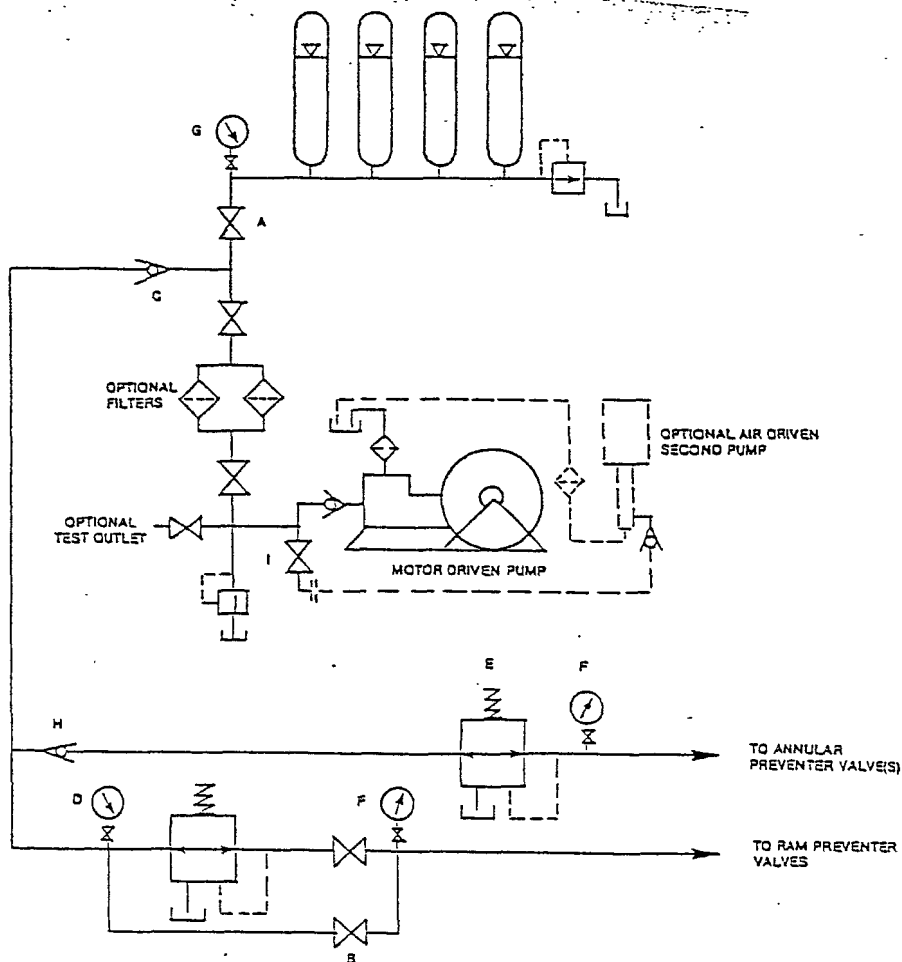 G
A
C
OPTIONAL
FILTERS
OPTIONAL AIR DRIVEN
SECOND PUMP
OPTIONAL
TEST OUTLET
I
MOTOR DRIVEN PUMP
E
F
H
TO ANNULAR
PREVENTER VALVE(S)
D
F
TO RAM PREVENTER
VALVES
B